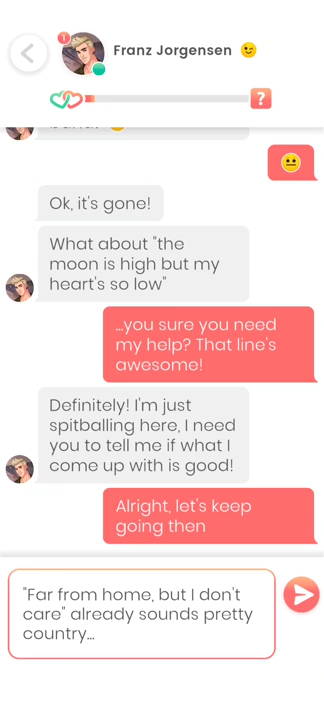 1
Franz Jorgensen 😉
?
😐
Ok, it's gone!
What about "the
moon is high but my
heart's so low"
...you sure you need
my help? That line's
awesome!
Definitely! I'm just
spitballing here, I need
you to tell me if what I
come up with is good!
Alright, let's keep
going then
"Far from home, but I don't
care" already sounds pretty
country...